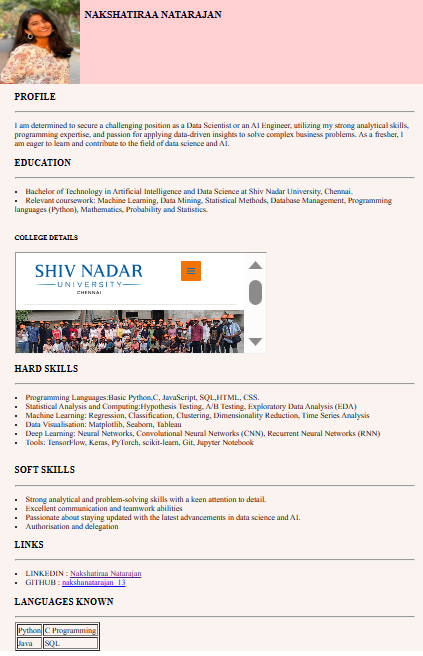 NAKSHATIRAA NATARAJAN
PROFILE
I am determined to secure a challenging position as a Data Scientist or an AI Engineer, utilizing my strong analytical skills,
programming expertise, and passion for applying data-driven insights to solve complex business problems. As a fresher, I
am eager to learn and contribute to the field of data science and AI.
EDUCATION
• Bachelor of Technology in Artificial Intelligence and Data Science at Shiv Nadar University, Chennai.
• Relevant coursework: Machine Learning, Data Mining, Statistical Methods, Database Management, Programming
languages (Python), Mathematics, Probability and Statistics.
COLLEGE DETAILS
SHIV NADAR
UNIVERSITY
CHENNAI
HARD SKILLS
• Programming Languages:Basic Python,C, JavaScript, SQL,HTML, CSS.
• Statistical Analysis and Computing:Hypothesis Testing, A/B Testing, Exploratory Data Analysis (EDA)
• Machine Learning: Regression, Classification, Clustering, Dimensionality Reduction, Time Series Analysis
• Data Visualisation: Matplotlib, Seaborn, Tableau
• Deep Learning: Neural Networks, Convolutional Neural Networks (CNN), Recurrent Neural Networks (RNN)
• Tools: TensorFlow, Keras, PyTorch, scikit-learn, Git, Jupyter Notebook
SOFT SKILLS
• Strong analytical and problem-solving skills with a keen attention to detail.
• Excellent communication and teamwork abilities
• Passionate about staying updated with the latest advancements in data science and AI.
• Authorisation and delegation
LINKS
• LINKEDIN : Nakshatiraa Natarajan
• GITHUB : nakshanatarajan_13
LANGUAGES KNOWN
Python C Programming
Java SQL